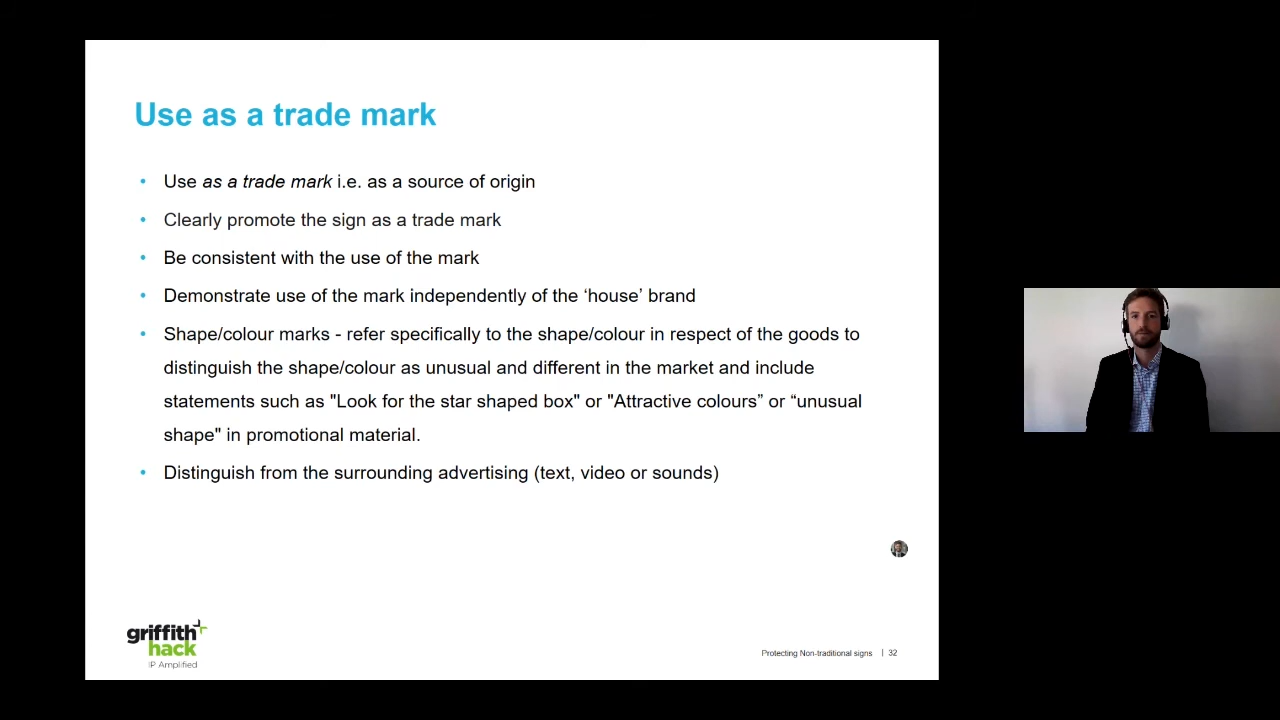 Use as a trade mark
• Use as a trade mark i.e. as a source of origin
• Clearly promote the sign as a trade mark
• Be consistent with the use of the mark
• Demonstrate use of the mark independently of the ‘house’ brand
• Shape/colour marks - refer specifically to the shape/colour in respect of the goods to
distinguish the shape/colour as unusual and different in the market and include
statements such as "Look for the star shaped box" or "Attractive colours” or “unusual
shape" in promotional material.
• Distinguish from the surrounding advertising (text, video or sounds)
griffith
hack
IP Amplified
Protecting Non-traditional signs | 32